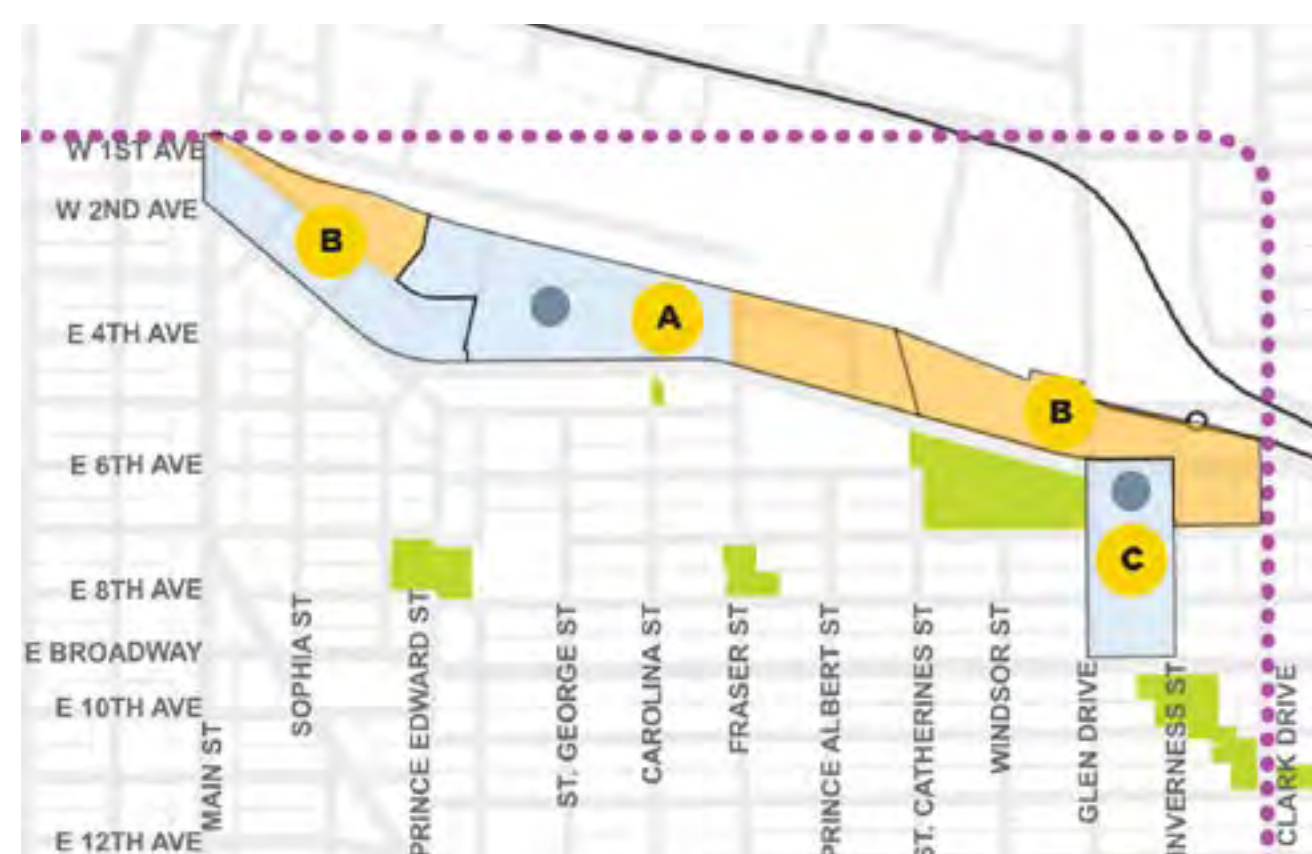 W 1ST AVE
W 2ND AVE
B
A
E 4TH AVE
B
E 6TH AVE
C
E 8TH AVE
E BROADWAY
E 10TH AVE
E 12TH AVE
MAIN ST
SOPHIA ST
PRINCE EDWARD ST
ST. GEORGE ST
CAROLINA ST
FRASER ST
PRINCE ALBERT ST
ST. CATHERINES ST
WINDSOR ST
GLEN DRIVE
INVERNESS ST
CLARK DRIVE